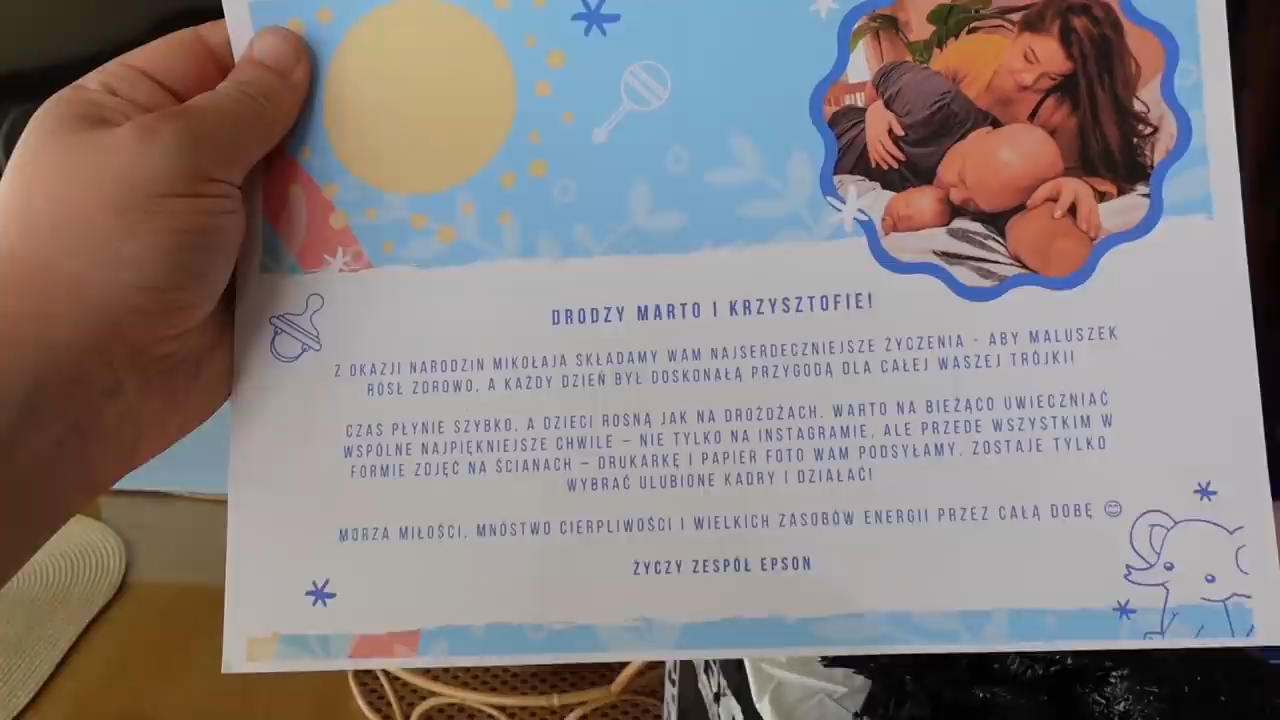 DRODZY MARTO I KRZYSZTOFIE!
Z OKAZJI NARODZIN MIKOŁAJA SKŁADAMY WAM NAJSERDECZNIEJSZE ŻYCZENIA - ABY MALUSZEK
RÓSŁ ZDROWO, A KAŻDY DZIEŃ BYŁ DOSKONAŁĄ PRZYGODĄ DLA CAŁEJ WASZEJ TRÓJKI!
CZAS PŁYNIE SZYBKO, A DZIECI ROSNĄ JAK NA DROŻDŻACH. WARTO NA BIEŻĄCO UWIECZNIAĆ
WSPÓLNE NAJPIĘKNIEJSZE CHWILE – NIE TYLKO NA INSTAGRAMIE, ALE PRZEDE WSZYSTKIM W
FORMIE ZDJĘĆ NA ŚCIANACH – DRUKARKĘ I PAPIER FOTO WAM PODSYŁAMY. ZOSTAJE TYLKO
WYBRAĆ ULUBIONE KADRY I DZIAŁAĆ!
MORZA MIŁOŚCI, MNÓSTWO CIERPLIWOŚCI I WIELKICH ZASOBÓW ENERGII PRZEZ CAŁĄ DOBĘ 😊
ŻYCZY ZESPÓŁ EPSON